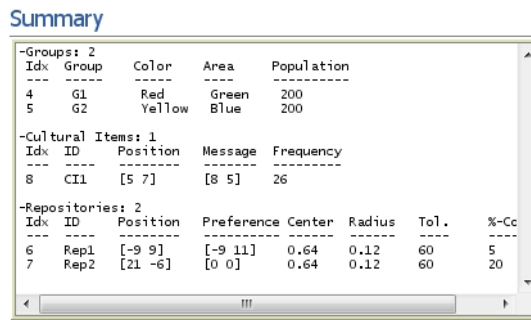 Summary
-Groups: 2
Idx Group Color Area Population
--- ----- ----- ---- ----------
4 G1 Red Green 200
5 G2 Yellow Blue 200
-Cultural Items: 1
Idx ID Position Message Frequency
--- ---- -------- ------- ---------
8 CI1 [5 7] [8 5] 26
-Repositories: 2
Idx ID Position Preference Center Radius Tol. %-Co
--- ---- -------- ---------- ------ ------ ---- ----
6 Rep1 [-9 9] [-9 11] 0.64 0.12 60 5
7 Rep2 [21 -6] [0 0] 0.64 0.12 60 20